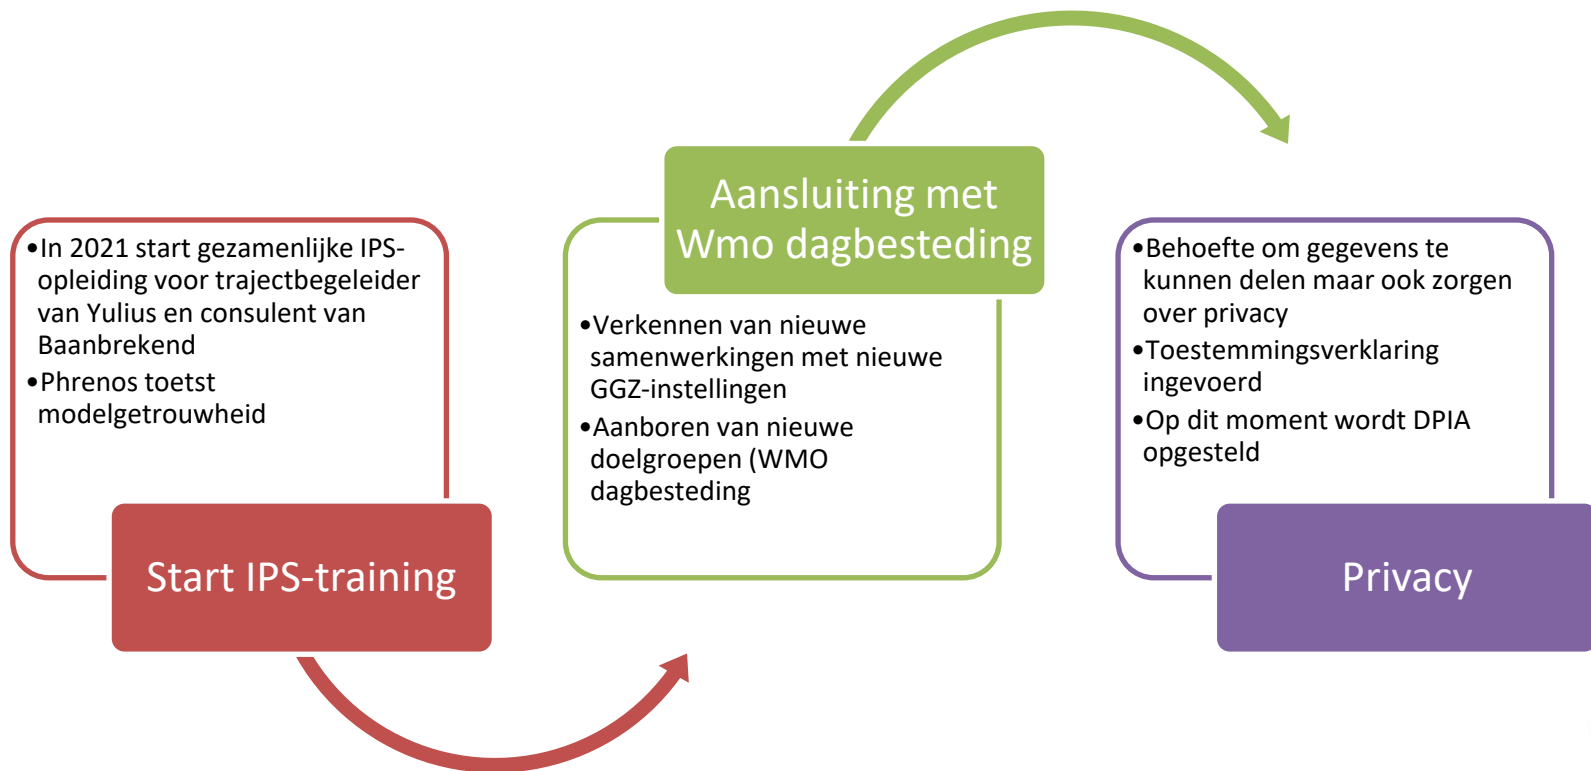 •In 2021 start gezamenlijke IPS-
opleiding voor trajectbegeleider
van Yulius en consulent van
Baanbrekend
•Phrenos toetst
modelgetrouwheid
Start IPS-training
Aansluiting met
Wmo dagbesteding
•Verkennen van nieuwe
samenwerkingen met nieuwe
GGZ-instellingen
•Aanboren van nieuwe
doelgroepen (WMO
dagbesteding
•Behoefte om gegevens te
kunnen delen maar ook zorgen
over privacy
•Toestemmingsverklaring
ingevoerd
•Op dit moment wordt DPIA
opgesteld
Privacy